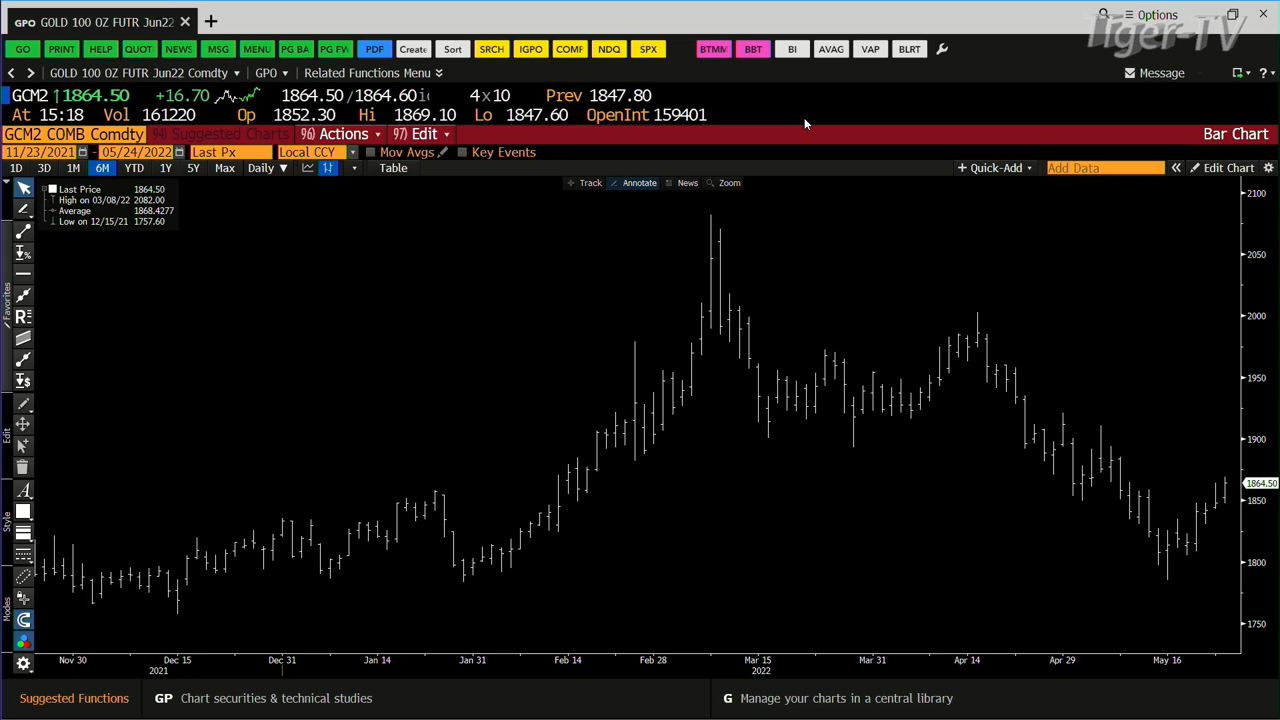 GPO GOLD 100 OZ FUTR Jun22
Options
Tiger-TV
GO PRINT HELP QUOT NEWS MSG MENU PG BA PG FW PDF Create Sort SRCH IGPO COMF NDQ SPX BTMM BBT BI AVAG VAP BLRT
GOLD 100 OZ FUTR Jun22 Comdty GPO Related Functions Menu Message
GCM2 ↑1864.50 +16.70 1864.50/1864.60 4x10 Prev 1847.80
At 15:18 Vol 161220 Op 1852.30 Hi 1869.10 Lo 1847.60 OpenInt 159401
GCM2 COMB Comdty 94) Suggested Charts 96) Actions 97) Edit Bar Chart
11/23/2021 - 05/24/2022 Last Px Local CCY Mov Avgs Key Events
1D 3D 1M 6M YTD 1Y 5Y Max Daily ▼ Table + Quick-Add Add Data « Edit Chart
Track Annotate News Zoom
Last Price 1864.50
High on 03/08/22 2082.00
Average 1868.4277
Low on 12/15/21 1757.60
Favorites
Edit
Style
Modes
2100
2050
2000
1950
1900
1864.50
1850
1800
1750
Nov 30 Dec 15 Dec 31 Jan 14 Jan 31 Feb 14 Feb 28 Mar 15 Mar 31 Apr 14 Apr 29 May 16
2021 2022
Suggested Functions GP Chart securities & technical studies G Manage your charts in a central library